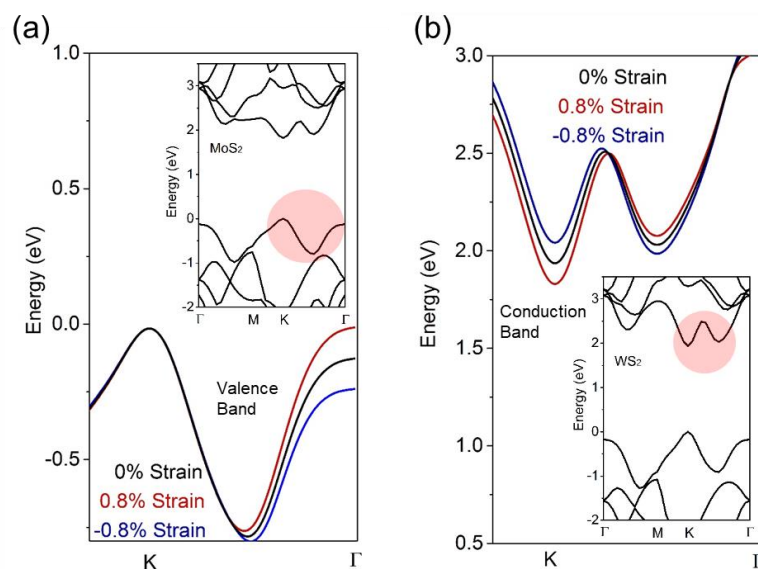 (a)
1.0
0.5
0.0
-0.5
Energy (eV)
K
Γ
Valence
Band
0% Strain
0.8% Strain
-0.8% Strain
MoS2
Energy (eV)
3
2
1
0
-1
-2
Γ
M
K
Γ
(b)
3.0
2.5
2.0
1.5
1.0
0.5
Energy (eV)
K
0% Strain
0.8% Strain
-0.8% Strain
Conduction
Band
WS2
Energy (eV)
3
2
1
0
-1
-2
Γ
M
K
Γ